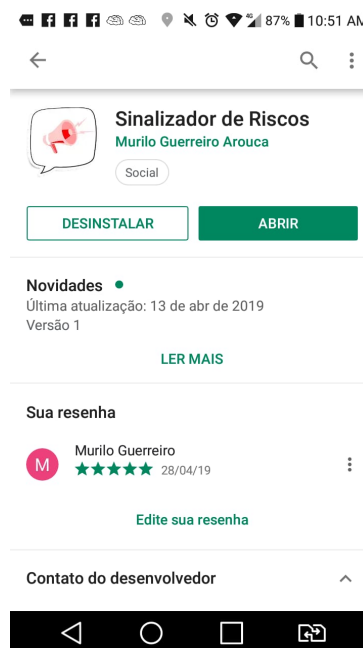 87% 10:51 AM
Sinalizador de Riscos
Murilo Guerreiro Arouca
Social
DESINSTALAR ABRIR
Novidades
Última atualização: 13 de abr de 2019
Versão 1
LER MAIS
Sua resenha
M
Murilo Guerreiro
28/04/19
Edite sua resenha
Contato do desenvolvedor